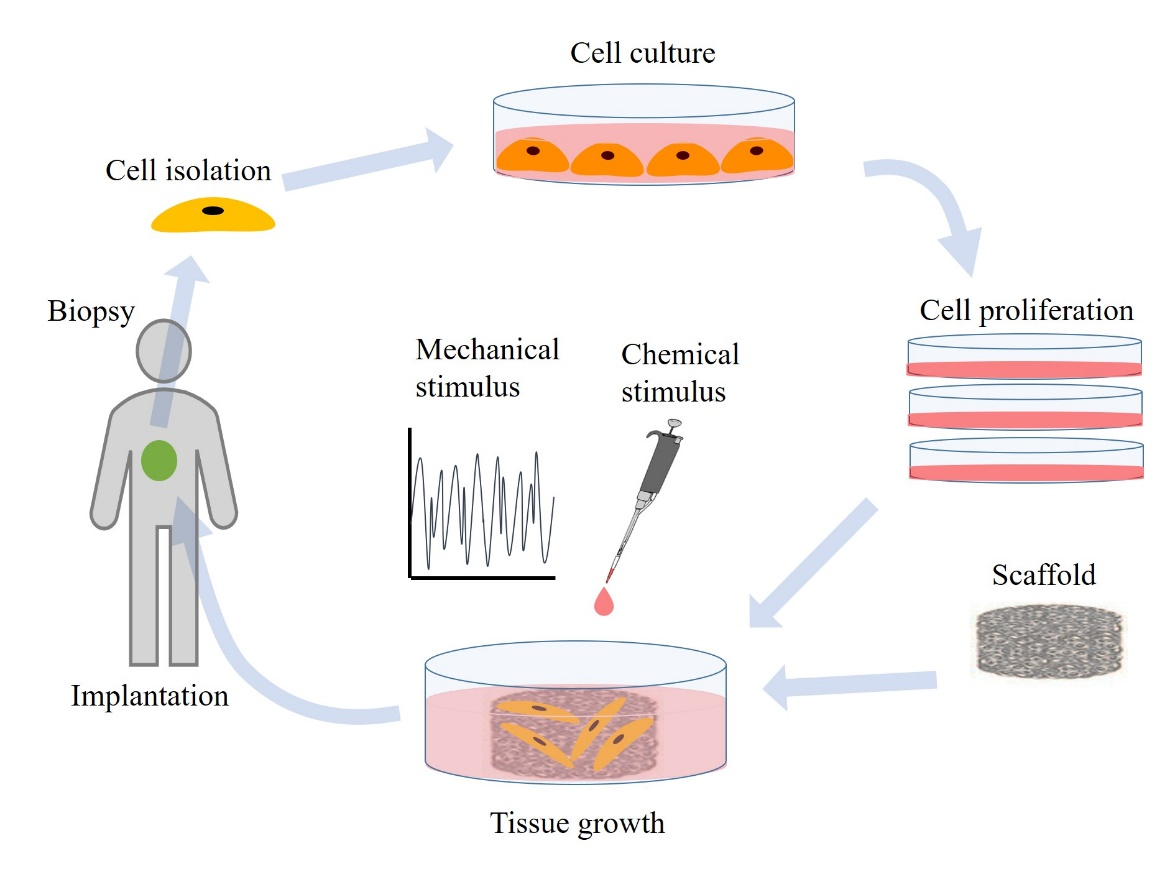 Cell culture
Cell isolation
Biopsy
Cell proliferation
Mechanical
stimulus
Chemical
stimulus
Scaffold
Implantation
Tissue growth